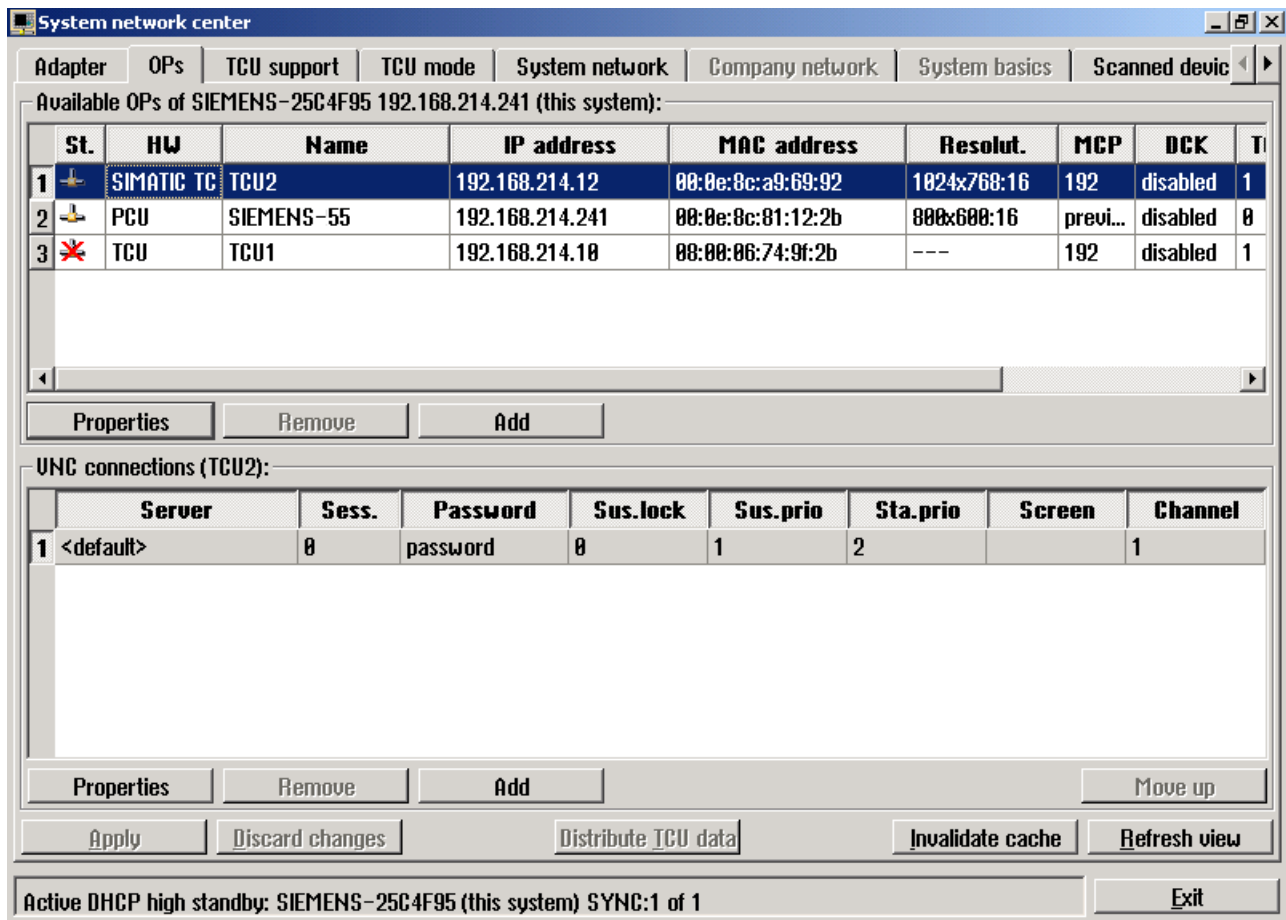 System network center
Adapter OPs TCU support TCU mode System network Company network System basics Scanned devic
Available OPs of SIEMENS-25C4F95 192.168.214.241 (this system):
St. HW Name IP address MAC address Resolut. MCP DCK
1 SIMATIC TC TCU2 192.168.214.12 00:0e:8c:a9:69:92 1024x768:16 192 disabled 1
2 PCU SIEMENS-55 192.168.214.241 00:0e:8c:81:12:2b 800x600:16 previ... disabled 0
3 TCU TCU1 192.168.214.10 08:00:06:74:9f:2b --- 192 disabled 1
Properties Remove Add
VNC connections (TCU2):
Server Sess. Password Sus.lock Sus.prio Sta.prio Screen Channel
1 <default> 0 password 0 1 2 1
Properties Remove Add Move up
Apply Discard changes Distribute TCU data Invalidate cache Refresh view
Active DHCP high standby: SIEMENS-25C4F95 (this system) SYNC:1 of 1 Exit